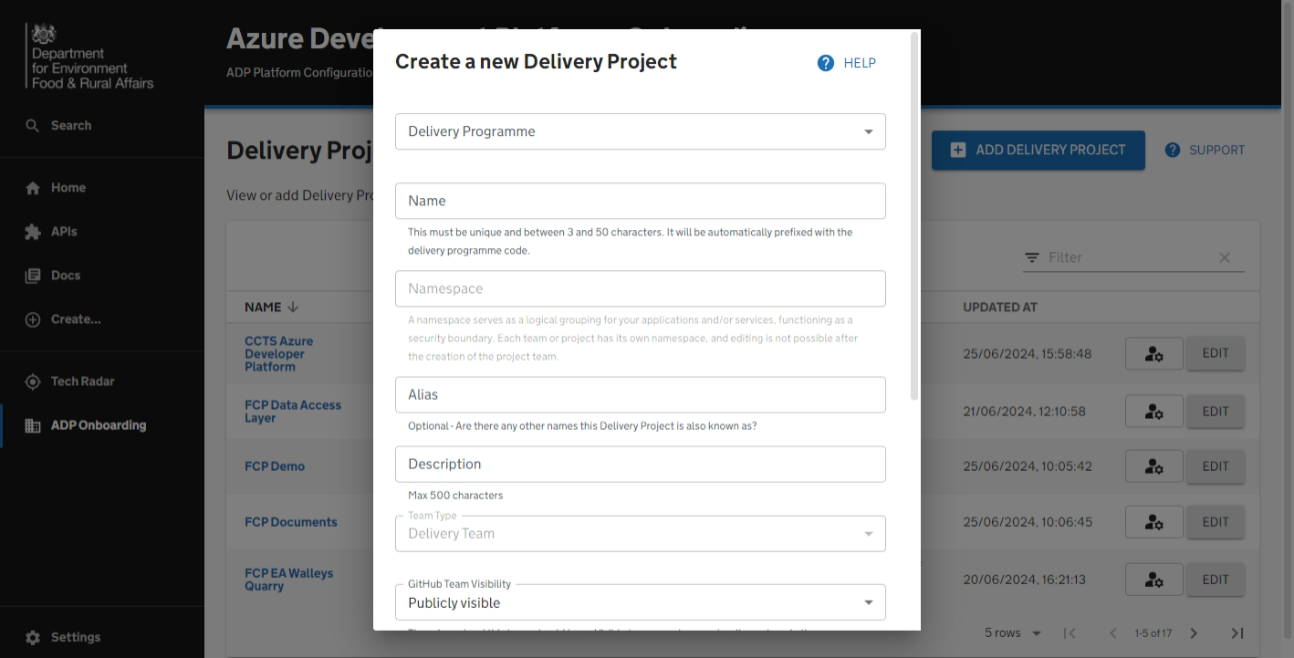 Department
for Environment
Food & Rural Affairs
Search
Home
APIs
Docs
Create...
Tech Radar
ADP Onboarding
Settings
Azure Deve
ADP Platform Configuratio
Delivery Proj
ADD DELIVERY PROJECT
SUPPORT
View or add Delivery Pro
Filter
NAME
UPDATED AT
CCTS Azure
Developer
Platform
25/06/2024, 15:58:48
EDIT
FCP Data Access
Layer
21/06/2024, 12:10:58
EDIT
FCP Demo
25/06/2024, 10:05:42
EDIT
FCP Documents
25/06/2024, 10:06:45
EDIT
FCP EA Walleys
Quarry
20/06/2024, 16:21:13
EDIT
5 rows
1-5 of 17
Create a new Delivery Project
HELP
Delivery Programme
Name
This must be unique and between 3 and 50 characters. It will be automatically prefixed with the
delivery programme code.
Namespace
A namespace serves as a logical grouping for your applications and/or services, functioning as a
security boundary. Each team or project has its own namespace, and editing is not possible after
the creation of the project team.
Alias
Optional - Are there any other names this Delivery Project is also known as?
Description
Max 500 characters
Team Type
Delivery Team
GitHub Team Visibility
Publicly visible